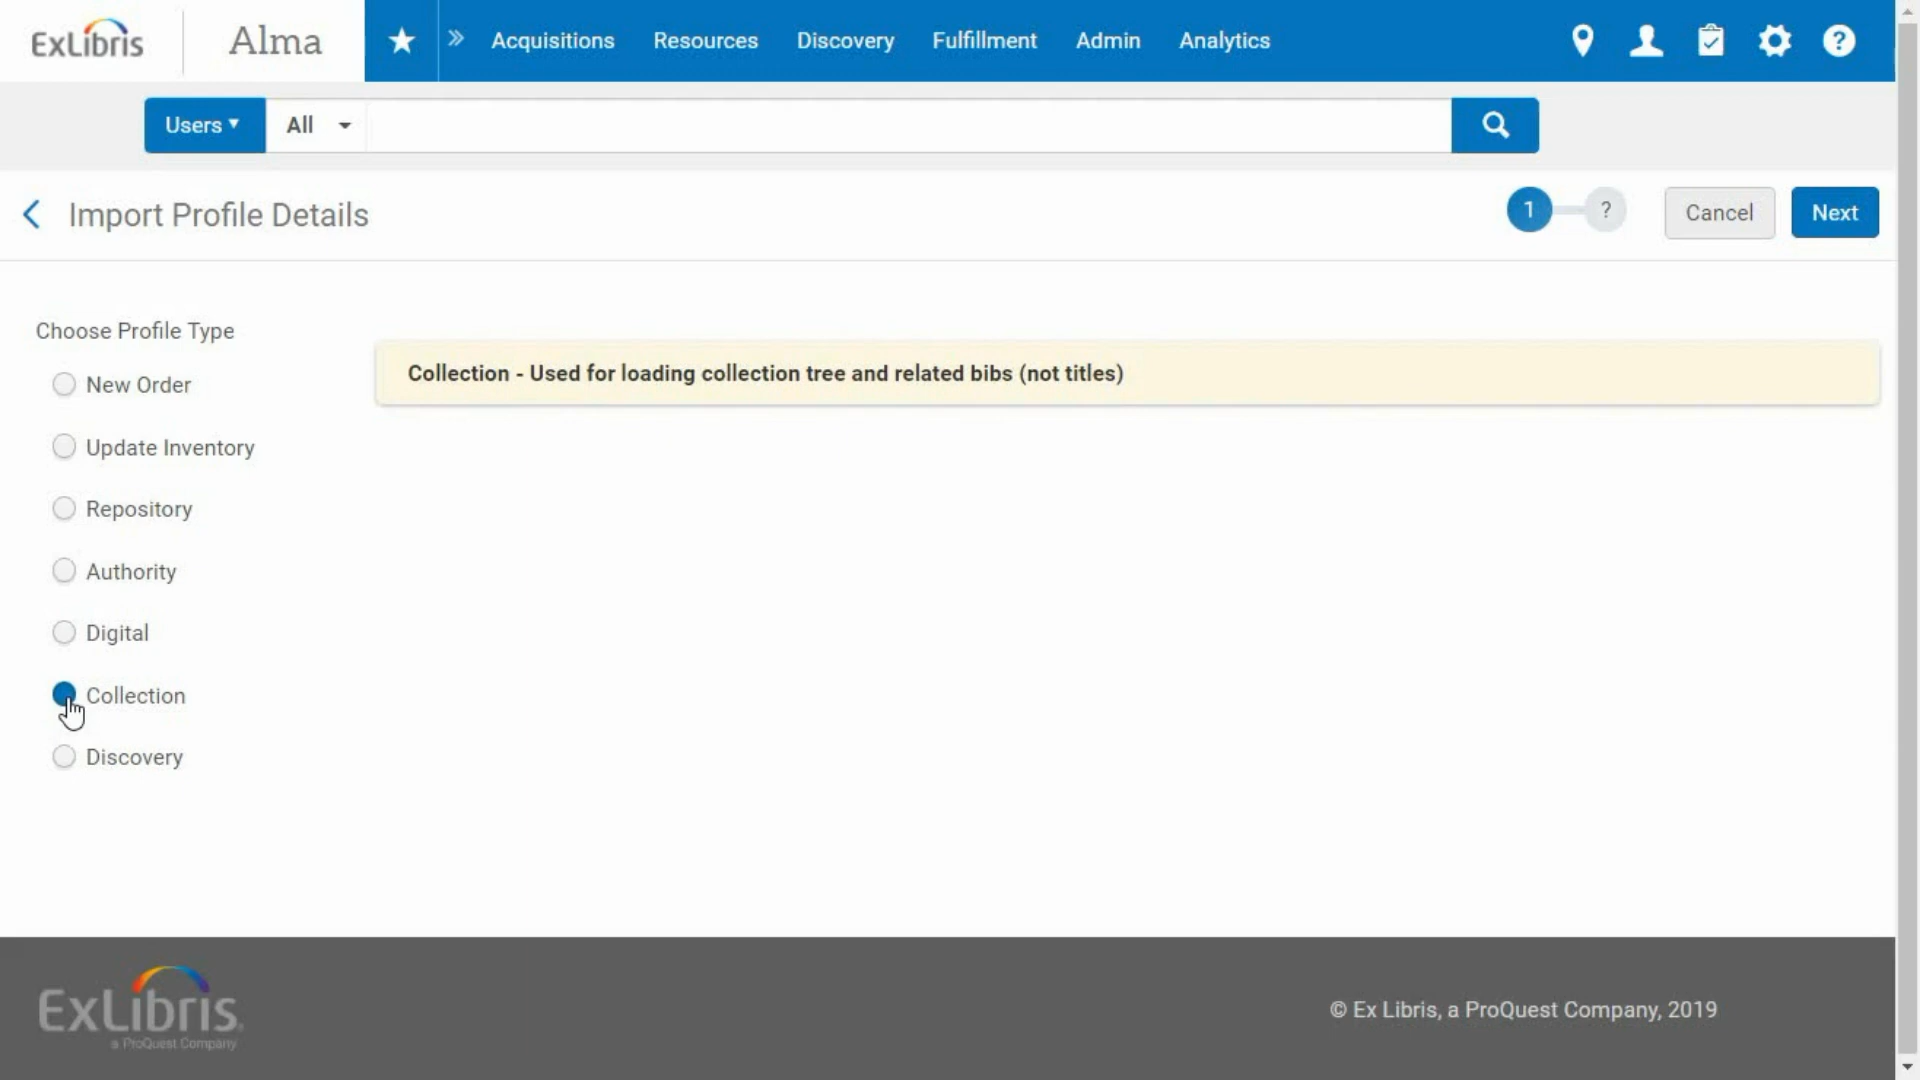 ExLibris Alma Acquisitions Resources Discovery Fulfillment Admin Analytics ?
Users All
Import Profile Details 1 ? Cancel Next
Choose Profile Type
Collection - Used for loading collection tree and related bibs (not titles)
New Order
Update Inventory
Repository
Authority
Digital
Collection
Discovery
ExLibris.
a ProQuest Company
© Ex Libris, a ProQuest Company, 2019